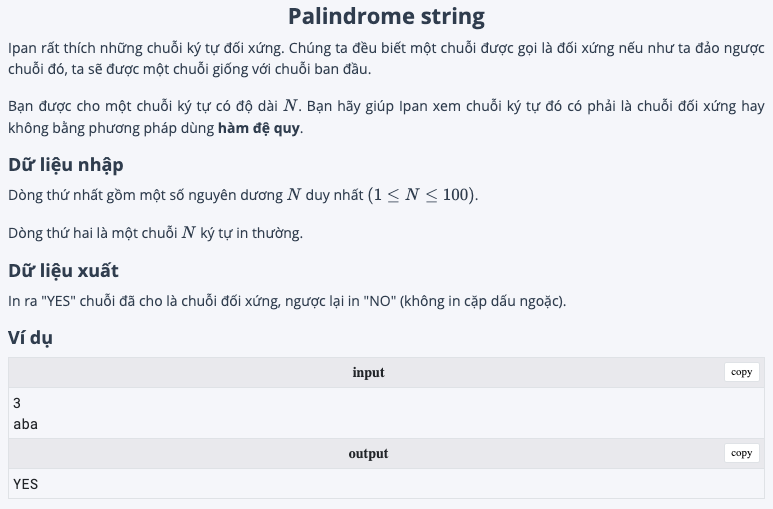 Palindrome string
Ipan rất thích những chuỗi ký tự đối xứng. Chúng ta đều biết một chuỗi được gọi là đối xứng nếu như ta đảo ngược
chuỗi đó, ta sẽ được một chuỗi giống với chuỗi ban đầu.
Bạn được cho một chuỗi ký tự có độ dài N. Bạn hãy giúp Ipan xem chuỗi ký tự đó có phải là chuỗi đối xứng hay
không bằng phương pháp dùng hàm đệ quy.
Dữ liệu nhập
Dòng thứ nhất gồm một số nguyên dương N duy nhất (1 ≤ N ≤ 100).
Dòng thứ hai là một chuỗi N ký tự in thường.
Dữ liệu xuất
In ra "YES" chuỗi đã cho là chuỗi đối xứng, ngược lại in "NO" (không in cặp dấu ngoặc).
Ví dụ
input copy
3
aba
output copy
YES